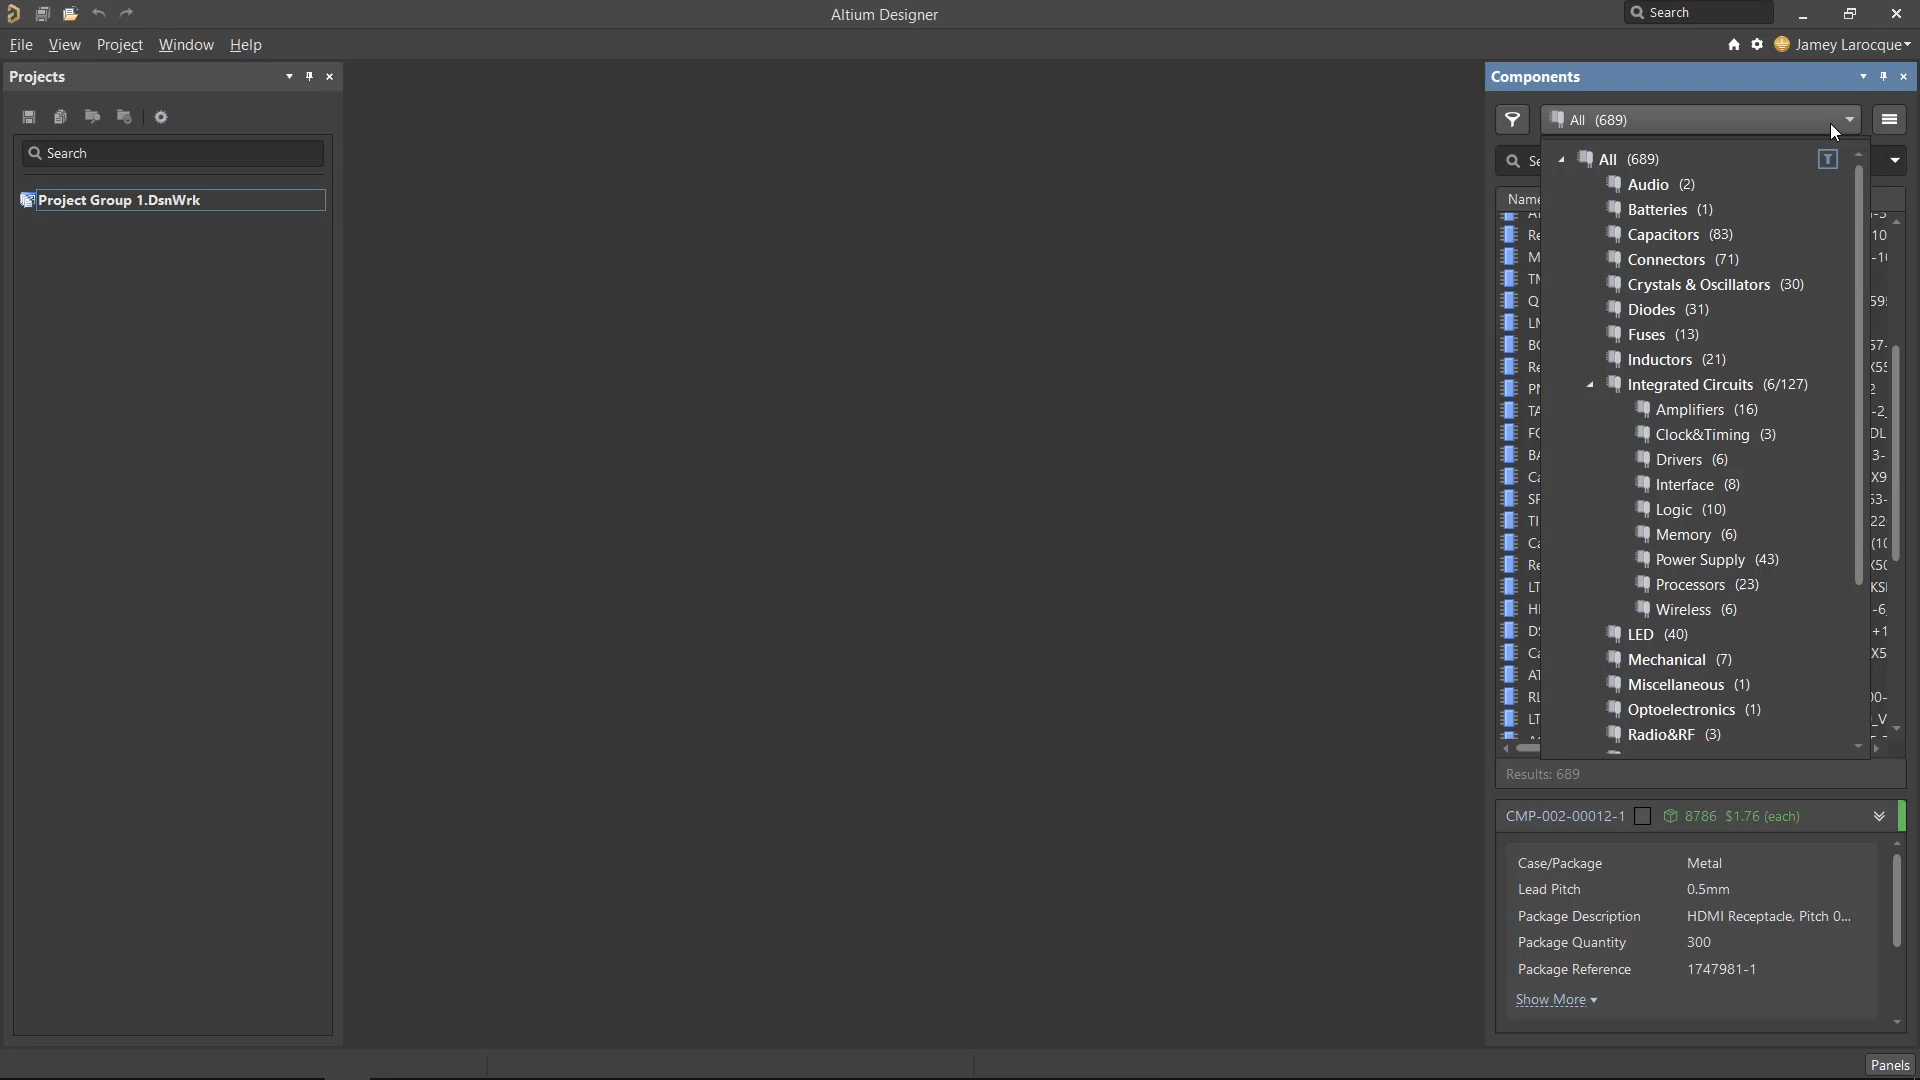 Altium Designer
Search
File View Project Window Help
Jamey Larocque
Projects
Search
Project Group 1.DsnWrk
Components
All (689)
All (689)
Audio (2)
Batteries (1)
Capacitors (83)
Connectors (71)
Crystals & Oscillators (30)
Diodes (31)
Fuses (13)
Inductors (21)
Integrated Circuits (6/127)
Amplifiers (16)
Clock&Timing (3)
Drivers (6)
Interface (8)
Logic (10)
Memory (6)
Power Supply (43)
Processors (23)
Wireless (6)
LED (40)
Mechanical (7)
Miscellaneous (1)
Optoelectronics (1)
Radio&RF (3)
Name
Results: 689
CMP-002-00012-1 8786 $1.76 (each)
Case/Package Metal
Lead Pitch 0.5mm
Package Description HDMI Receptacle, Pitch 0...
Package Quantity 300
Package Reference 1747981-1
Show More
Panels